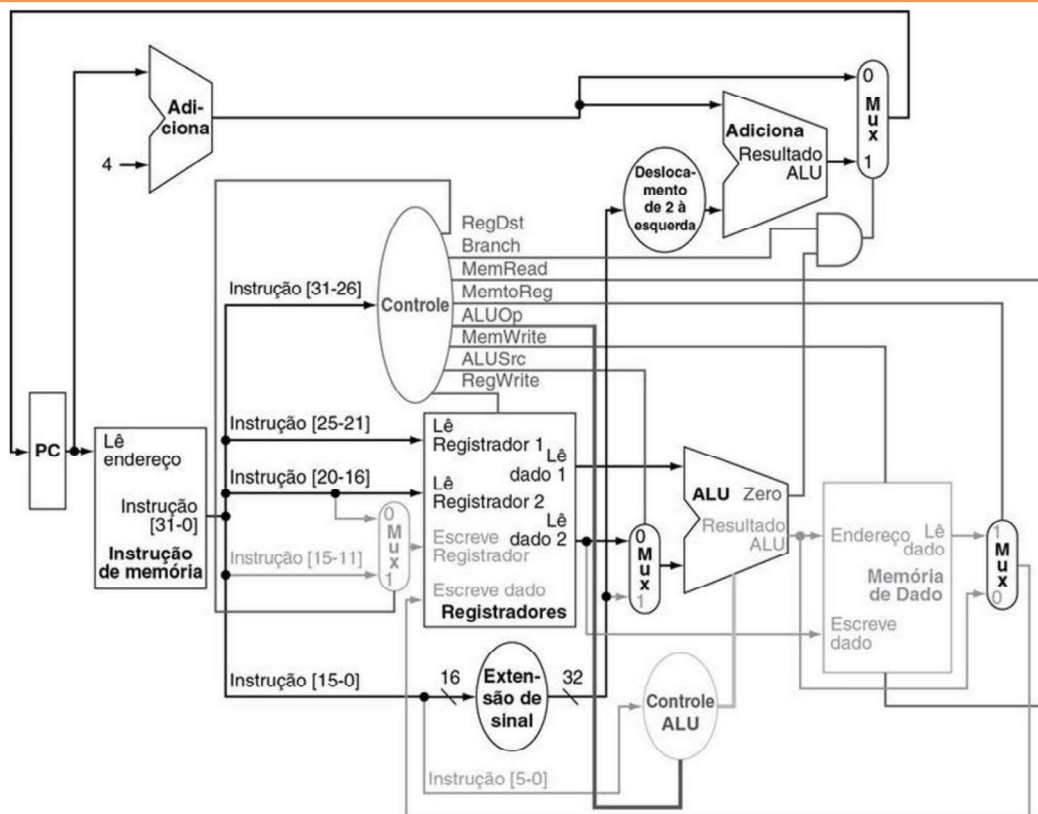 Adi-
ciona
4
0
Mux
1
Adiciona
Resultado
ALU
Desloca-
mento
de 2 à
esquerda
RegDst
Branch
MemRead
MemtoReg
ALUOp
MemWrite
ALUSrc
RegWrite
Controle
Instrução [31-26]
PC
Lê
endereço
Instrução
[31-0]
Instrução
de memória
Instrução [25-21]
Instrução [20-16]
Instrução [15-11]
0
Mux
1
Lê
Registrador 1
Lê
dado 1
Lê
Registrador 2
Lê
dado 2
Escreve
Registrador
Escreve dado
Registradores
0
Mux
1
ALU
Zero
Resultado
ALU
Endereço
Lê
dado
Memória
de Dado
Escreve
dado
1
Mux
0
Instrução [15-0]
16
Exten-
são de
sinal
32
Controle
ALU
Instrução [5-0]